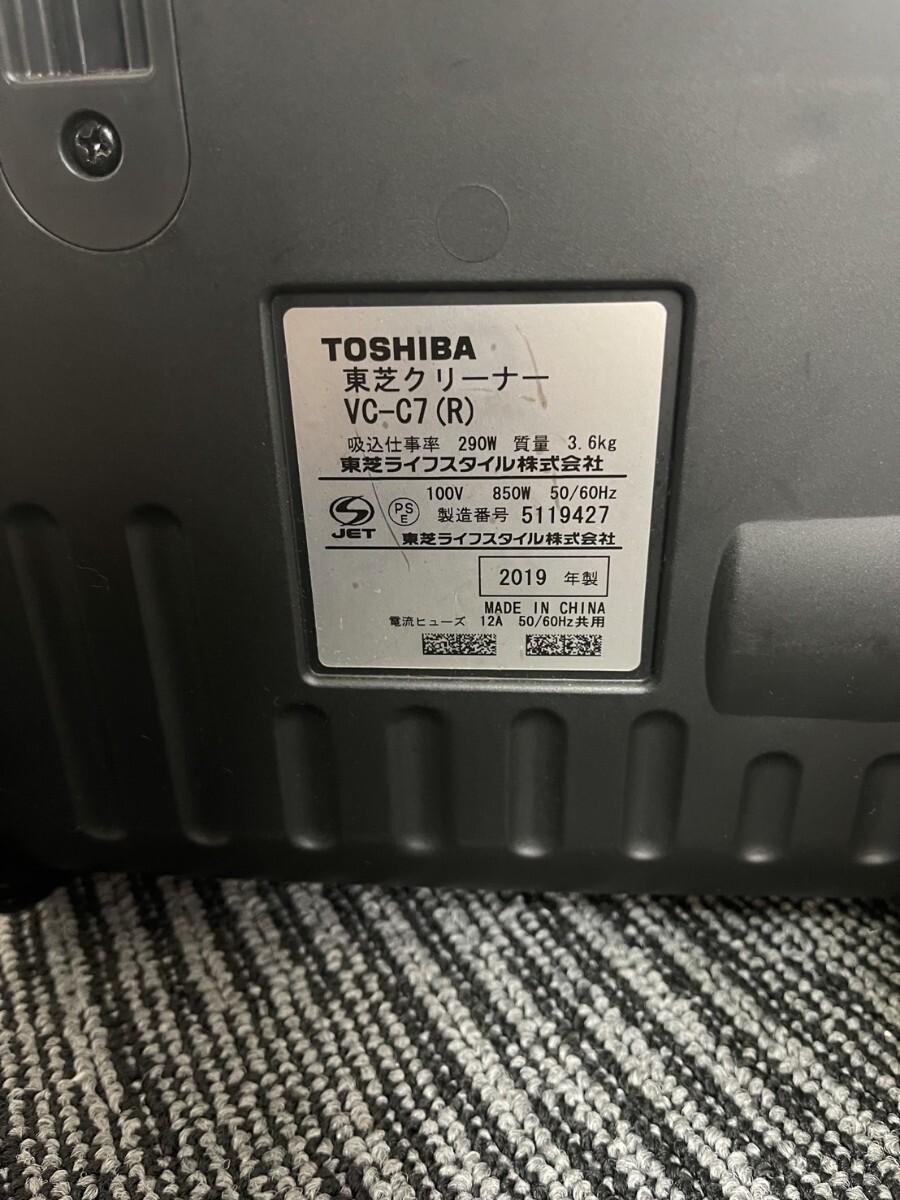 TOSHIBA
東芝クリーナー
VC-C7(R)
吸込仕事率 290W 質量 3.6kg
東芝ライフスタイル株式会社
100V 850W 50/60Hz
JET PSE 製造番号 5119427
東芝ライフスタイル株式会社
2019 年製
MADE IN CHINA
電流ヒューズ 12A 50/60Hz共用